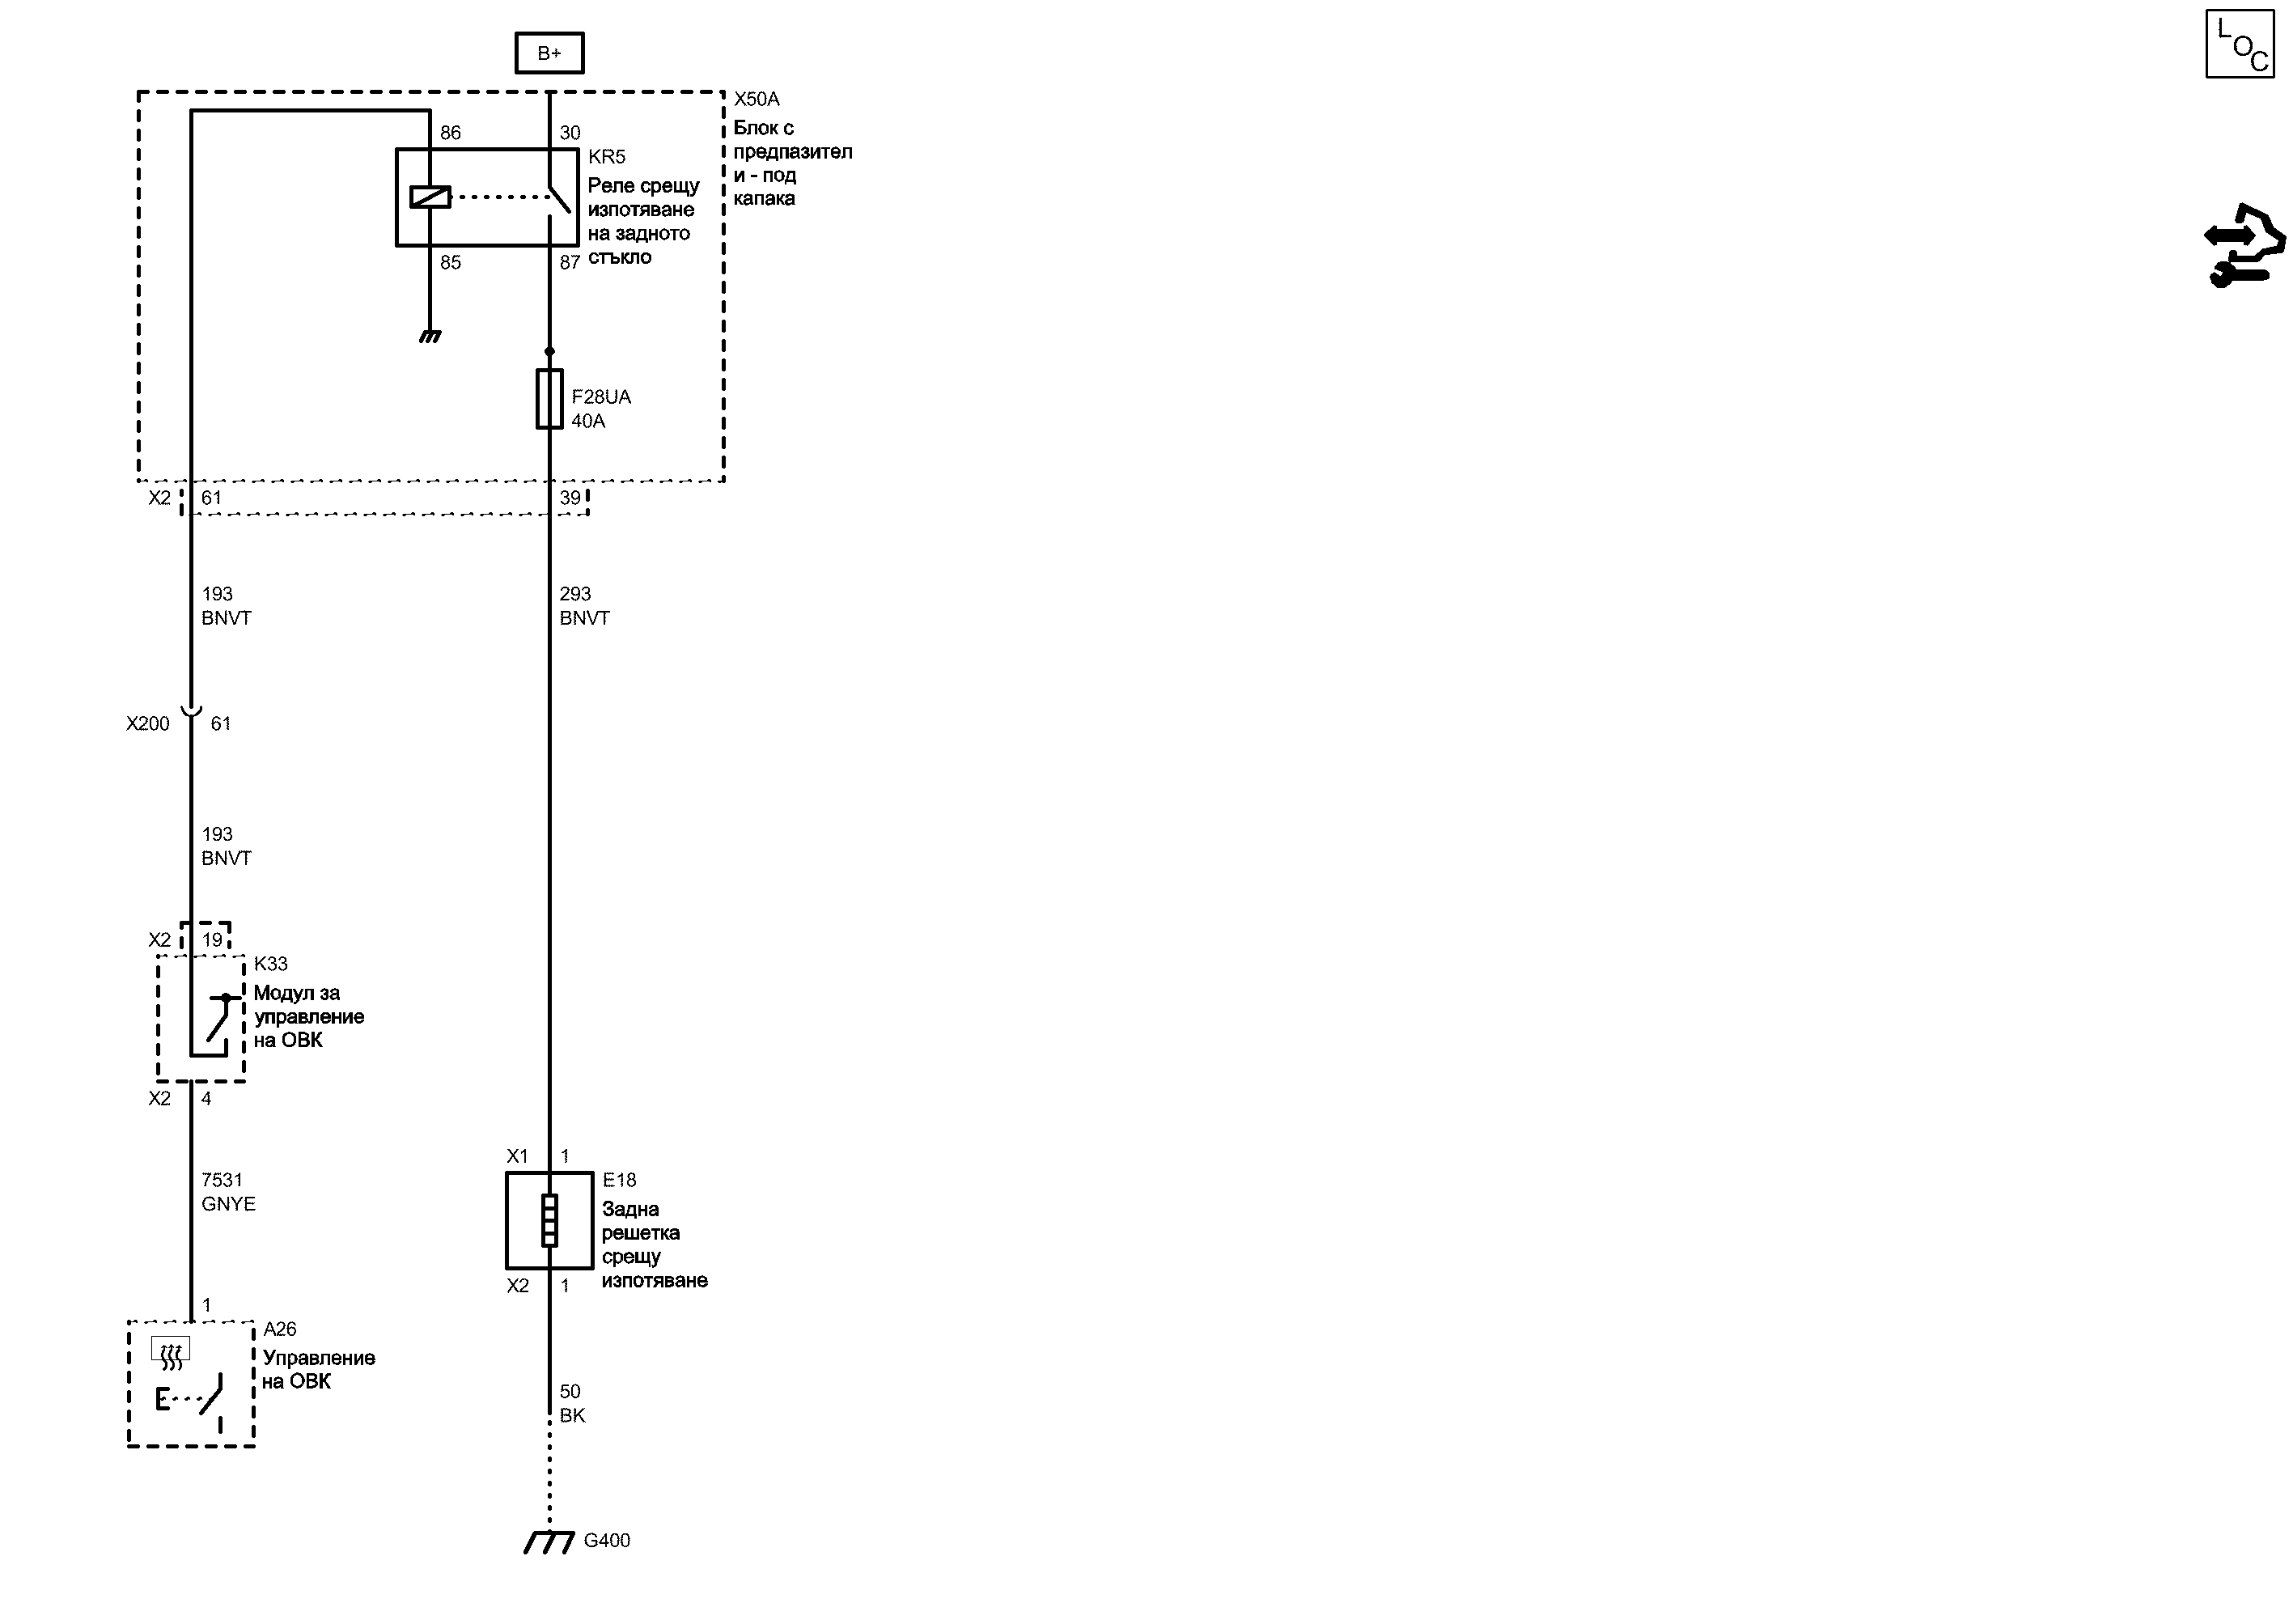 B+
LOC
X50A
Блок с
предпазител
и - под
капака
86
30
KR5
Реле срещу
изпотяване
на задното
стъкло
85
87
F28UA
40A
X2
61
39
193
BNVT
293
BNVT
X200
61
193
BNVT
X2
19
K33
Модул за
управление
на ОВК
X2
4
X1
1
7531
GNYE
E18
Задна
решетка
срещу
изпотяване
X2
1
1
A26
Управление
на ОВК
50
BK
G400